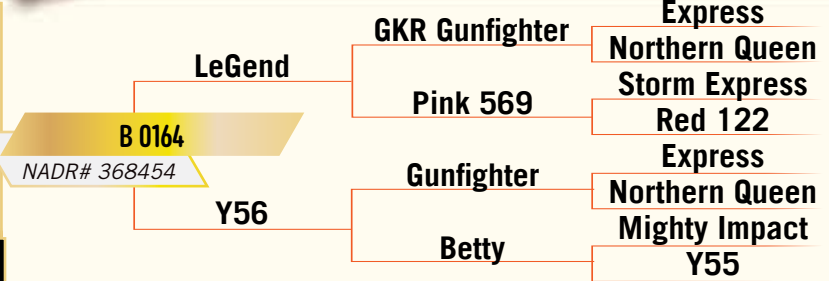 Express
GKR Gunfighter
Northern Queen
LeGend
Storm Express
Pink 569
Red 122
B 0164
NADR# 368454
Express
Gunfighter
Northern Queen
Y56
Mighty Impact
Betty
Y55